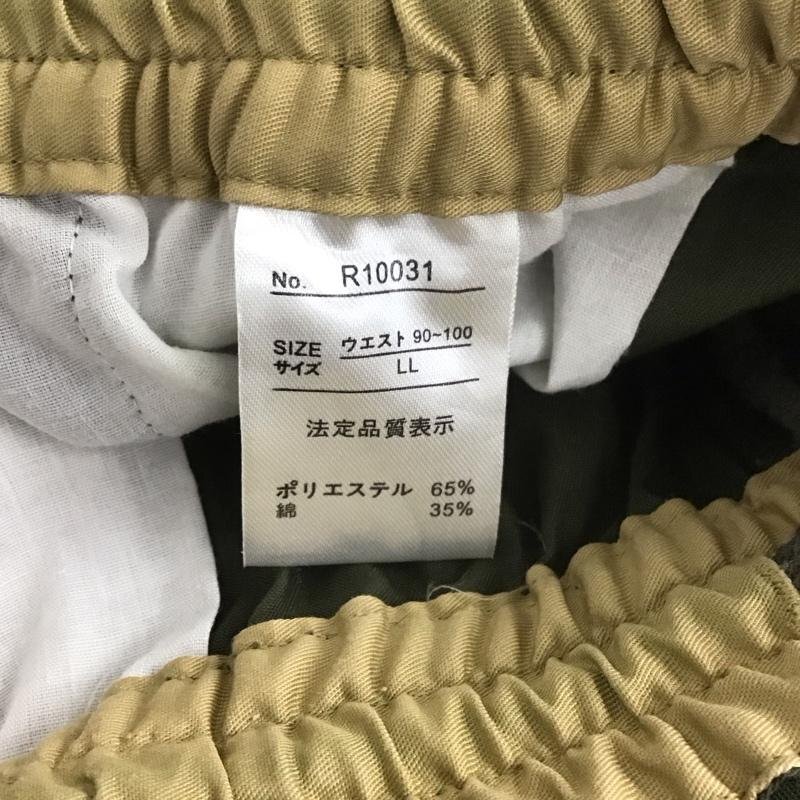 No. R10031
SIZE ウエスト 90~100
サイズ LL
法定品質表示
ポリエステル 65%
綿 35%